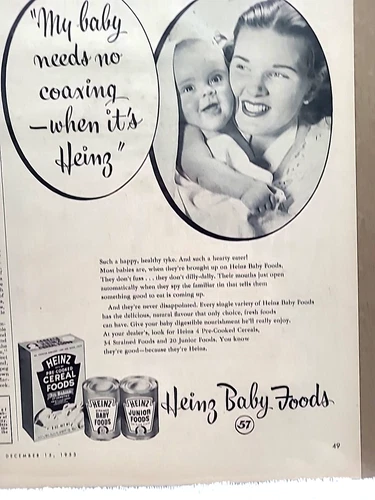 "My baby
needs no
coaxing
—when it's
Heinz"
Such a happy, healthy tyke. And such a hearty eater!
Most babies are, when they're brought up on Heinz Baby Foods.
They don't fuss . . . they don't dilly-dally. Their mouths just open
automatically when they spy the familiar tin that tells them
something good to eat is coming up.
And they're never disappointed. Every single variety of Heinz Baby Foods
has the delicious, natural flavour that only choice, fresh foods
can have. Give your baby digestible nourishment he'll really enjoy.
At your dealer's, look for Heinz 4 Pre-Cooked Cereals,
34 Strained Foods and 20 Junior Foods. You know
they're good—because they're Heinz.
HEINZ
PRE-COOKED
CEREAL
FOODS
HEINZ
BABY
FOODS
HEINZ
JUNIOR
FOODS
Heinz Baby Foods
57
DECEMBER 15, 1953
49